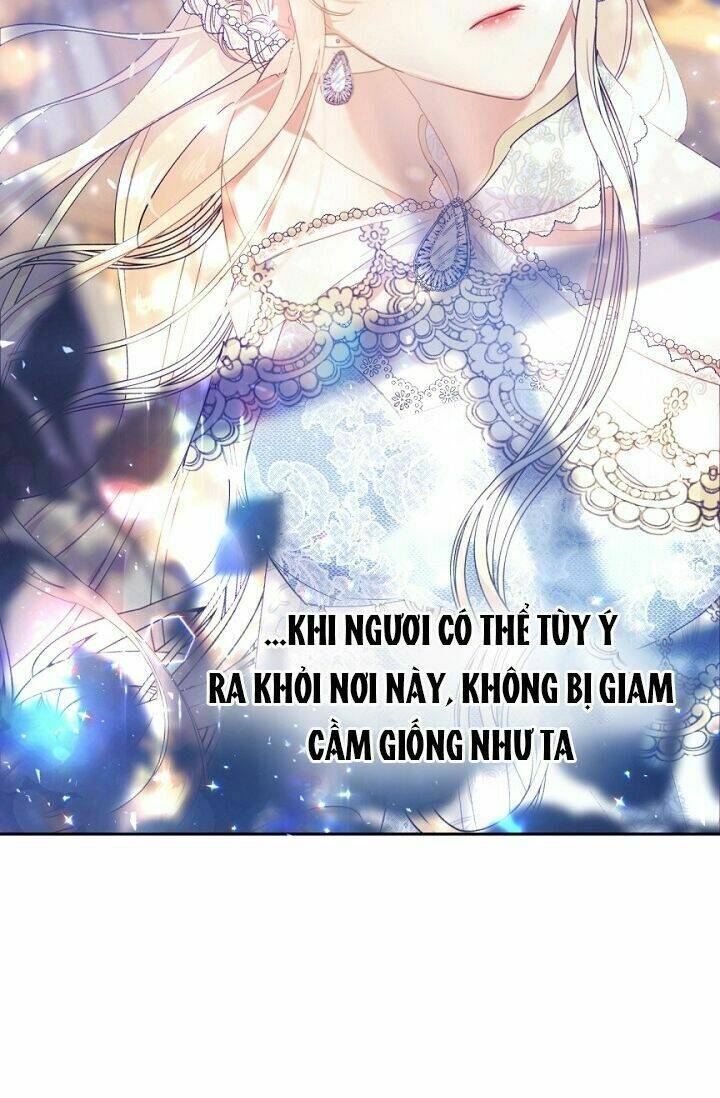 ...KHI NGƯƠI CÓ THỂ TÙY Ý
RA KHỎI NƠI NÀY, KHÔNG BỊ GIAM
CẦM GIỐNG NHƯ TA